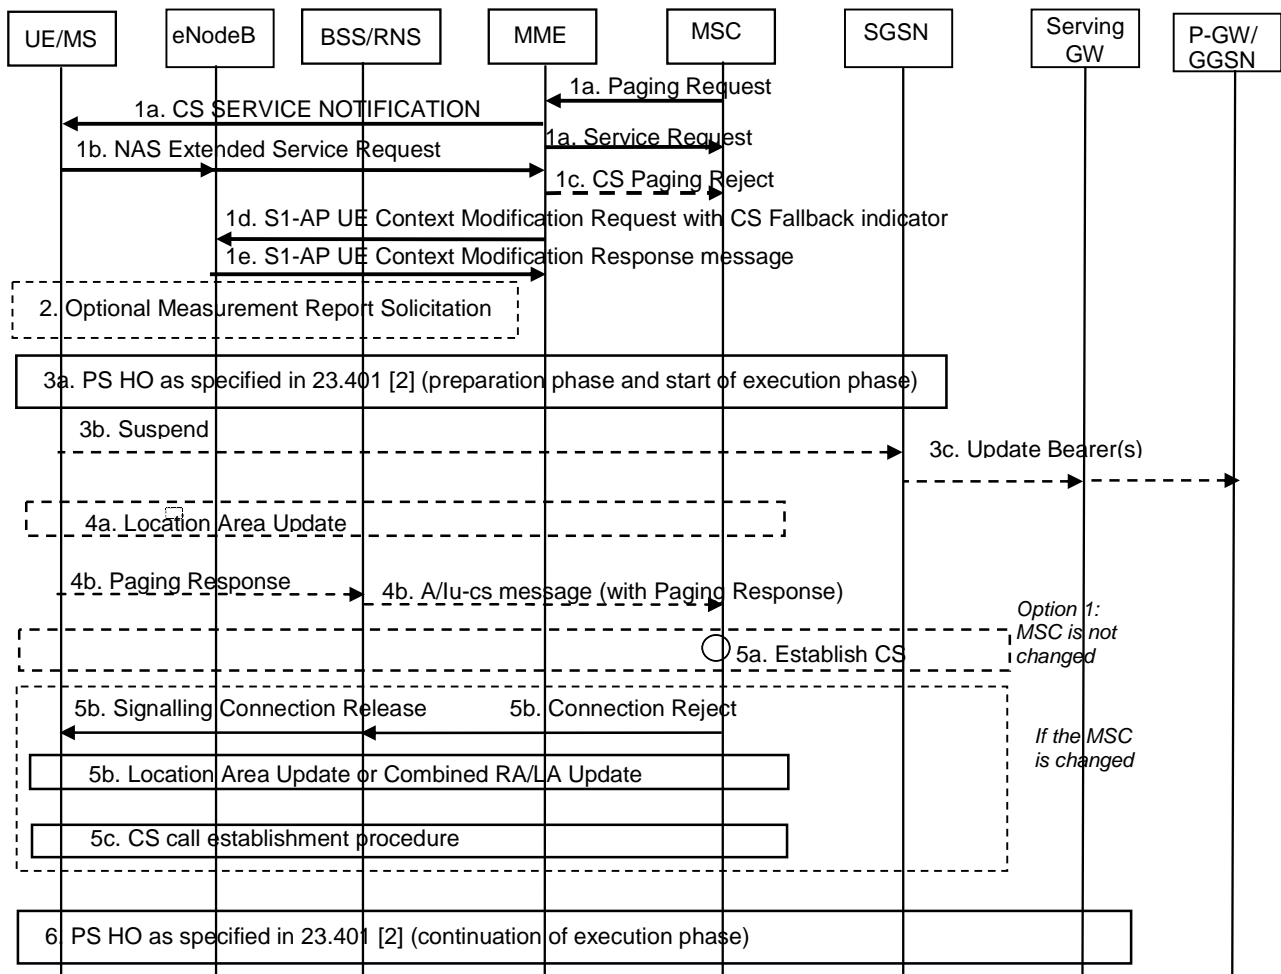 UE/MS
eNodeB
BSS/RNS
MME
MSC
SGSN
Serving
GW
P-GW/
GGSN
1a. Paging Request
1a. CS SERVICE NOTIFICATION
1a. Service Request
1b. NAS Extended Service Request
1c. CS Paging Reject
1d. S1-AP UE Context Modification Request with CS Fallback indicator
1e. S1-AP UE Context Modification Response message
2. Optional Measurement Report Solicitation
3a. PS HO as specified in 23.401 [2] (preparation phase and start of execution phase)
3b. Suspend
3c. Update Bearer(s)
4a. Location Area Update
4b. Paging Response
4b. A/Iu-cs message (with Paging Response)
Option 1:
MSC is not
changed
5a. Establish CS
5b. Signalling Connection Release
5b. Connection Reject
If the MSC
is changed
5b. Location Area Update or Combined RA/LA Update
5c. CS call establishment procedure
6. PS HO as specified in 23.401 [2] (continuation of execution phase)